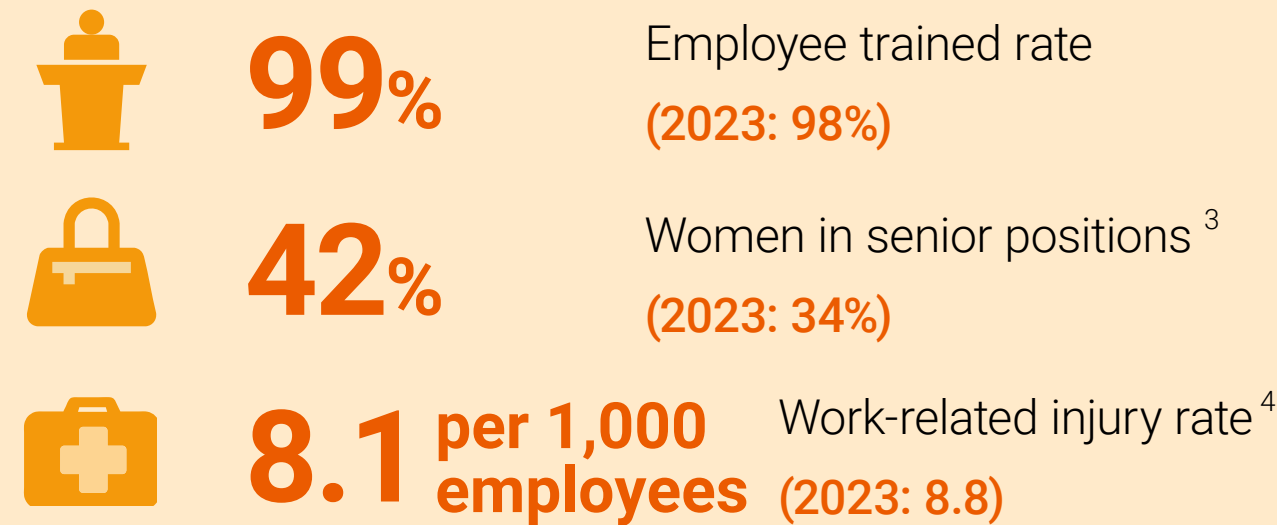 99% Employee trained rate
(2023: 98%)
42% Women in senior positions 3
(2023: 34%)
8.1 per 1,000 employees Work-related injury rate 4
(2023: 8.8)